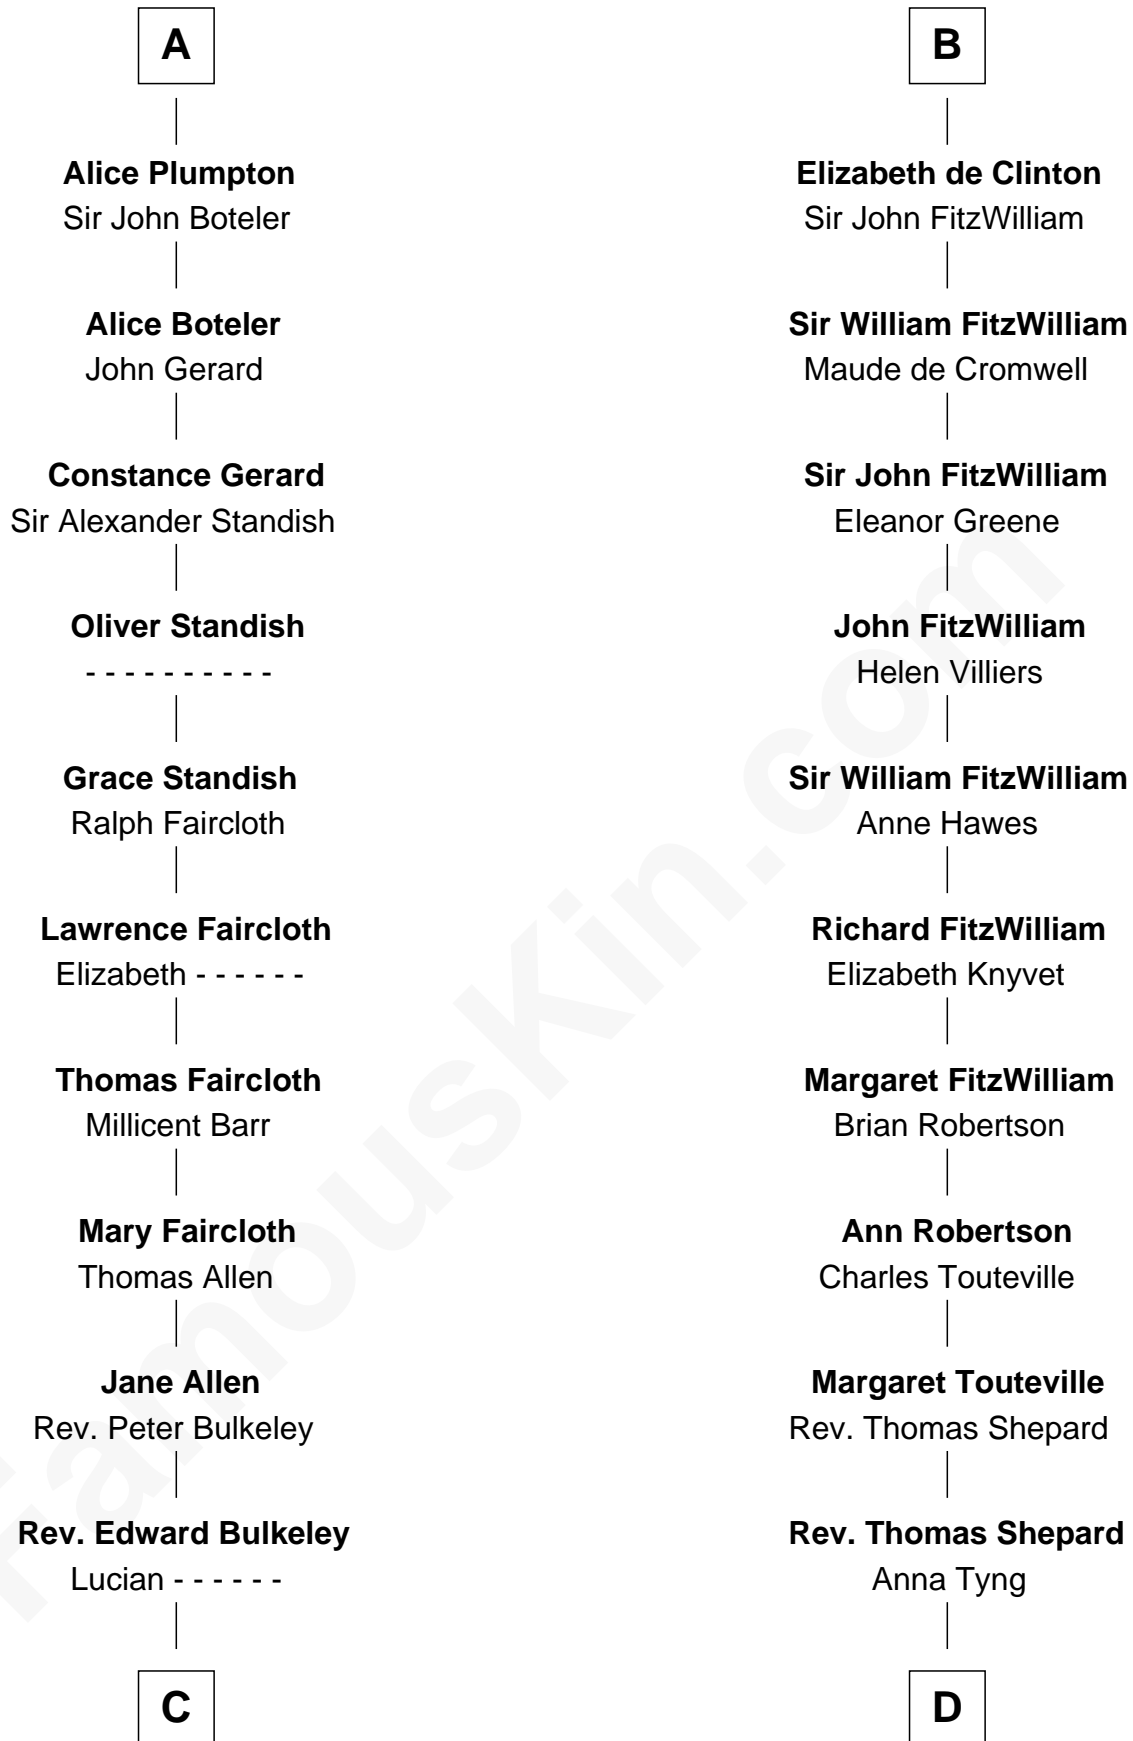 A
Alice Plumpton
Sir John Boteler
Alice Boteler
John Gerard
Constance Gerard
Sir Alexander Standish
Oliver Standish
- - - - - - - - - -
Grace Standish
Ralph Faircloth
Lawrence Faircloth
Elizabeth - - - - - -
Thomas Faircloth
Millicent Barr
Mary Faircloth
Thomas Allen
Jane Allen
Rev. Peter Bulkeley
Rev. Edward Bulkeley
Lucian - - - - - -
C
B
Elizabeth de Clinton
Sir John FitzWilliam
Sir William FitzWilliam
Maude de Cromwell
Sir John FitzWilliam
Eleanor Greene
John FitzWilliam
Helen Villiers
Sir William FitzWilliam
Anne Hawes
Richard FitzWilliam
Elizabeth Knyvet
Margaret FitzWilliam
Brian Robertson
Ann Robertson
Charles Touteville
Margaret Touteville
Rev. Thomas Shepard
Rev. Thomas Shepard
Anna Tyng
D
FamousKin.com